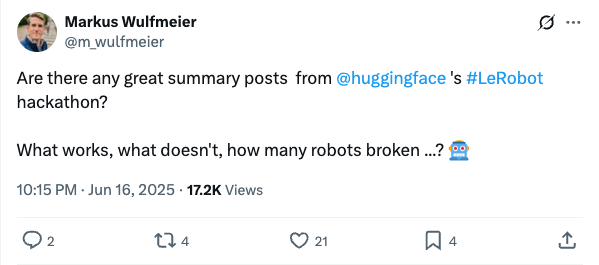 Markus Wulfmeier
@m_wulfmeier
Are there any great summary posts from @huggingface 's #LeRobot
hackathon?
What works, what doesn't, how many robots broken ...? 🤖
10:15 PM · Jun 16, 2025 · 17.2K Views
2 4 21 4